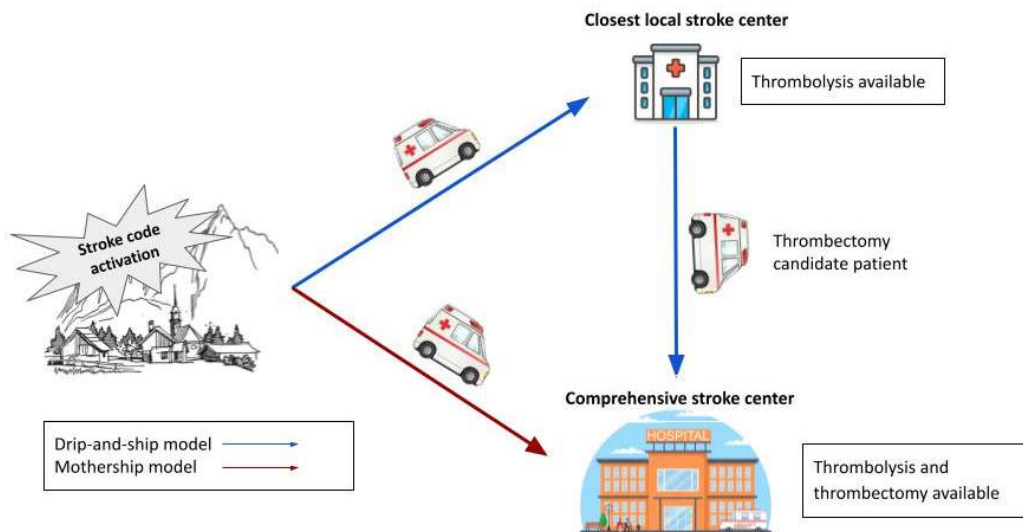 Closest local stroke center
Thrombolysis available
Stroke code
activation
Thrombectomy
candidate patient
Comprehensive stroke center
HOSPITAL
Drip-and-ship model
Mothership model
Thrombolysis and
thrombectomy available